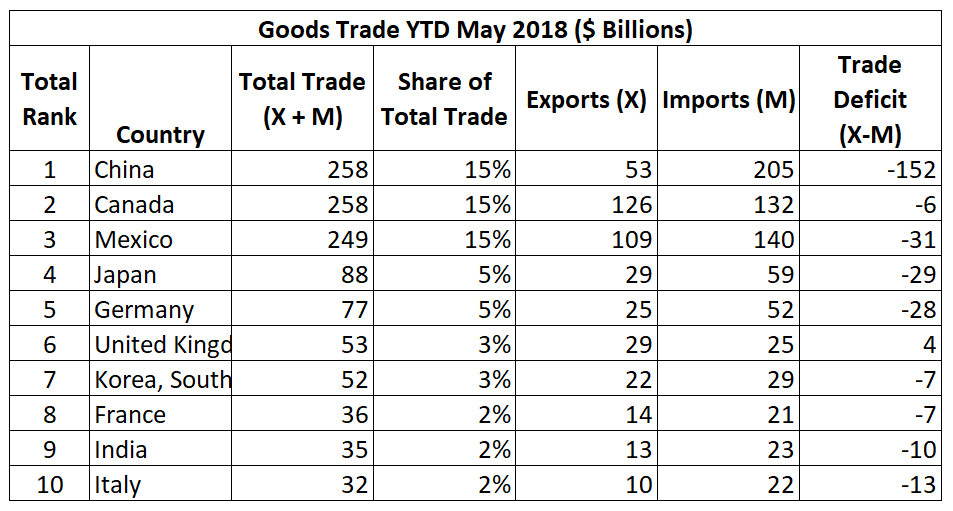 Goods Trade YTD May 2018 ($ Billions)
Total Rank Country Total Trade (X + M) Share of Total Trade Exports (X) Imports (M) Trade Deficit (X-M)
1 China 258 15% 53 205 -152
2 Canada 258 15% 126 132 -6
3 Mexico 249 15% 109 140 -31
4 Japan 88 5% 29 59 -29
5 Germany 77 5% 25 52 -28
6 United Kingd 53 3% 29 25 4
7 Korea, South 52 3% 22 29 -7
8 France 36 2% 14 21 -7
9 India 35 2% 13 23 -10
10 Italy 32 2% 10 22 -13